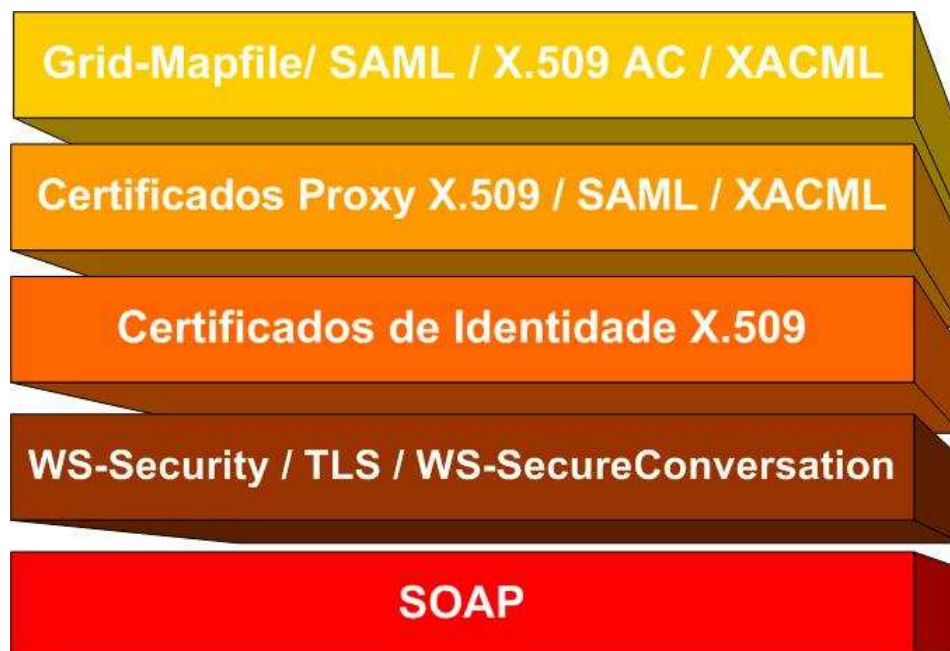 Grid-Mapfile/ SAML / X.509 AC / XACML
Certificados Proxy X.509 / SAML / XACML
Certificados de Identidade X.509
WS-Security / TLS / WS-SecureConversation
SOAP